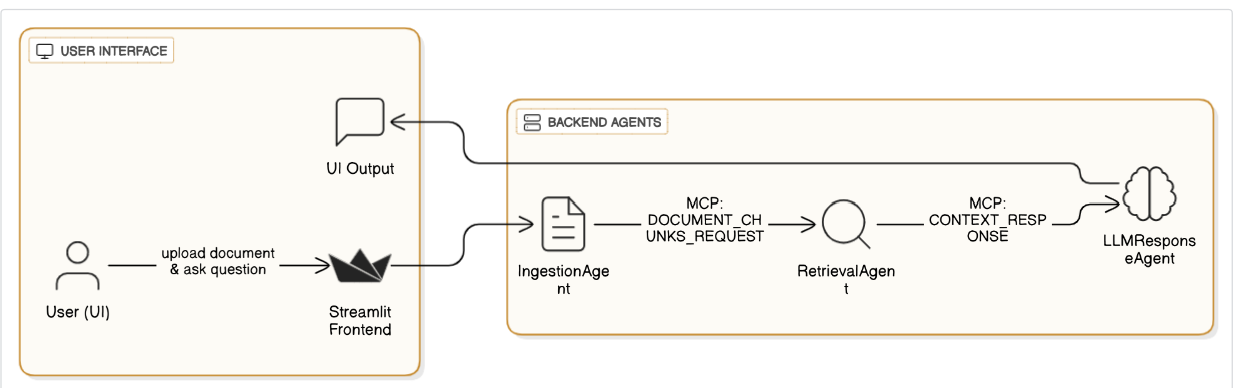 USER INTERFACE
UI Output
upload document
& ask question
User (UI)
Streamlit
Frontend
BACKEND AGENTS
IngestionAge
nt
MCP:
DOCUMENT_CH
UNKS_REQUEST
RetrievalAgen
t
MCP:
CONTEXT_RESP
ONSE
LLMRespons
eAgent